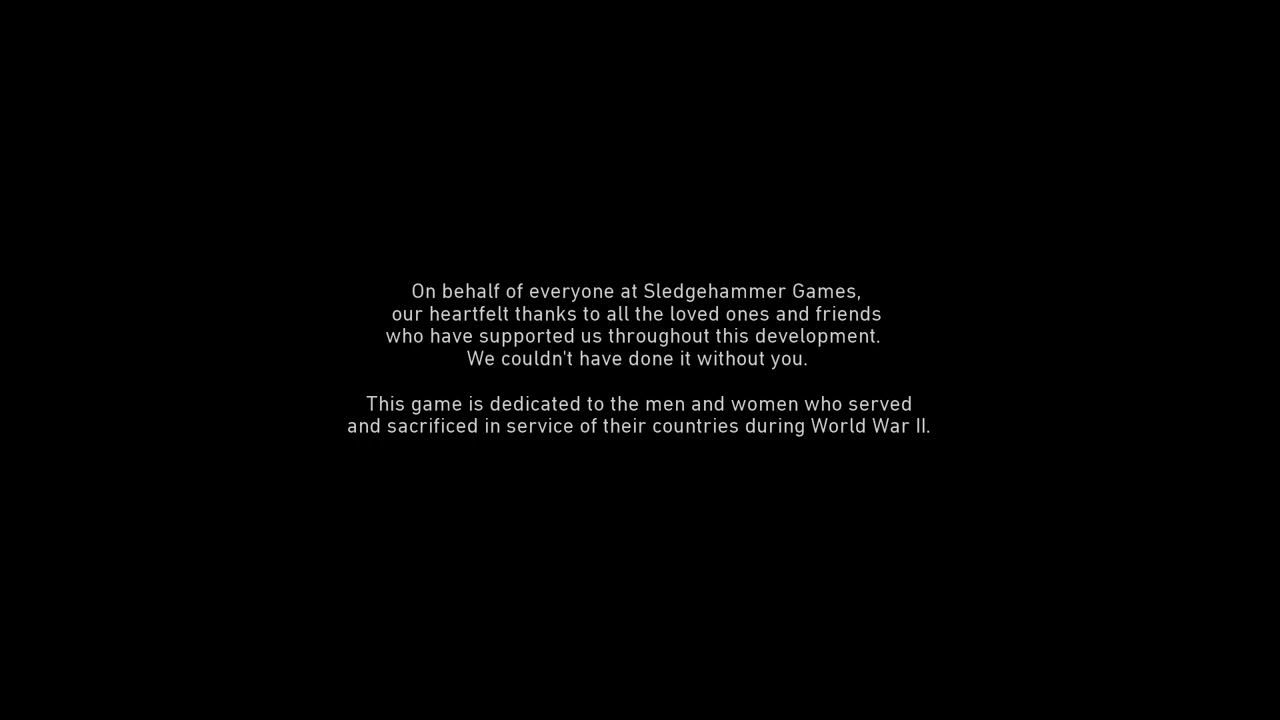 On behalf of everyone at Sledgehammer Games,
our heartfelt thanks to all the loved ones and friends
who have supported us throughout this development.
We couldn't have done it without you.
This game is dedicated to the men and women who served
and sacrificed in service of their countries during World War II.